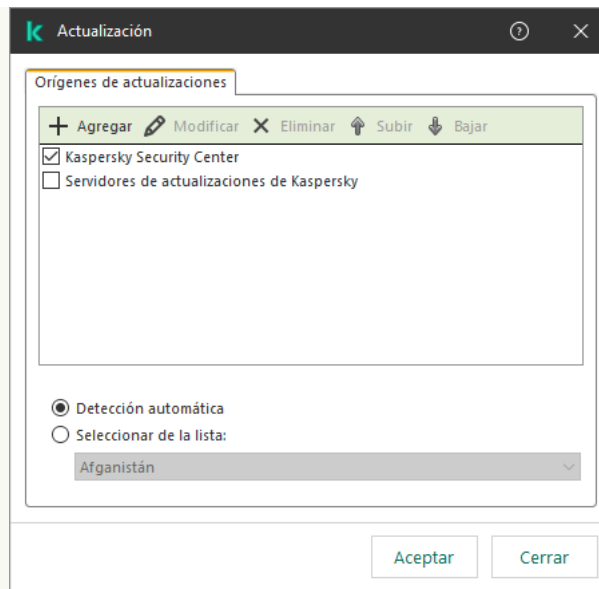 Actualización
Orígenes de actualizaciones
Agregar Modificar Eliminar Subir Bajar
Kaspersky Security Center
Servidores de actualizaciones de Kaspersky
Detección automática
Seleccionar de la lista:
Afganistán
Aceptar Cerrar